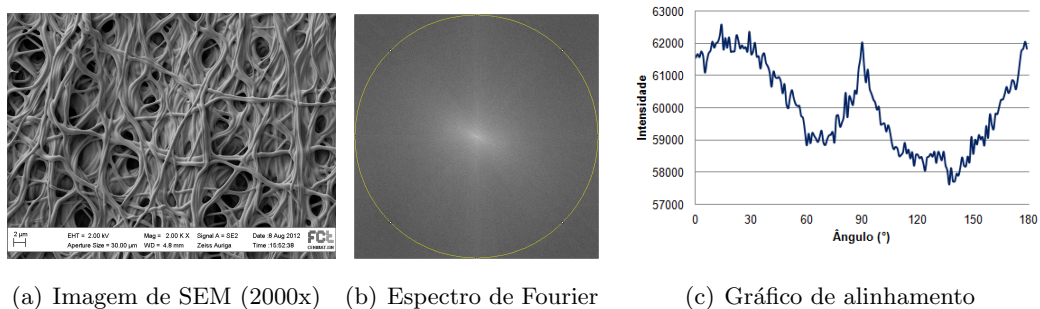 2 µm
EHT = 2.00 kV Mag = 2.00 K X Signal A = SE2 Date :8 Aug 2012
Aperture Size = 30.00 µm WD = 4.8 mm Zeiss Auriga Time :15:52:38
FCt
CENIMAT-I3N
63000
62000
61000
60000
59000
58000
57000
Intensidade
0 30 60 90 120 150 180
Ângulo (°)
(a) Imagem de SEM (2000x) (b) Espectro de Fourier (c) Gráfico de alinhamento